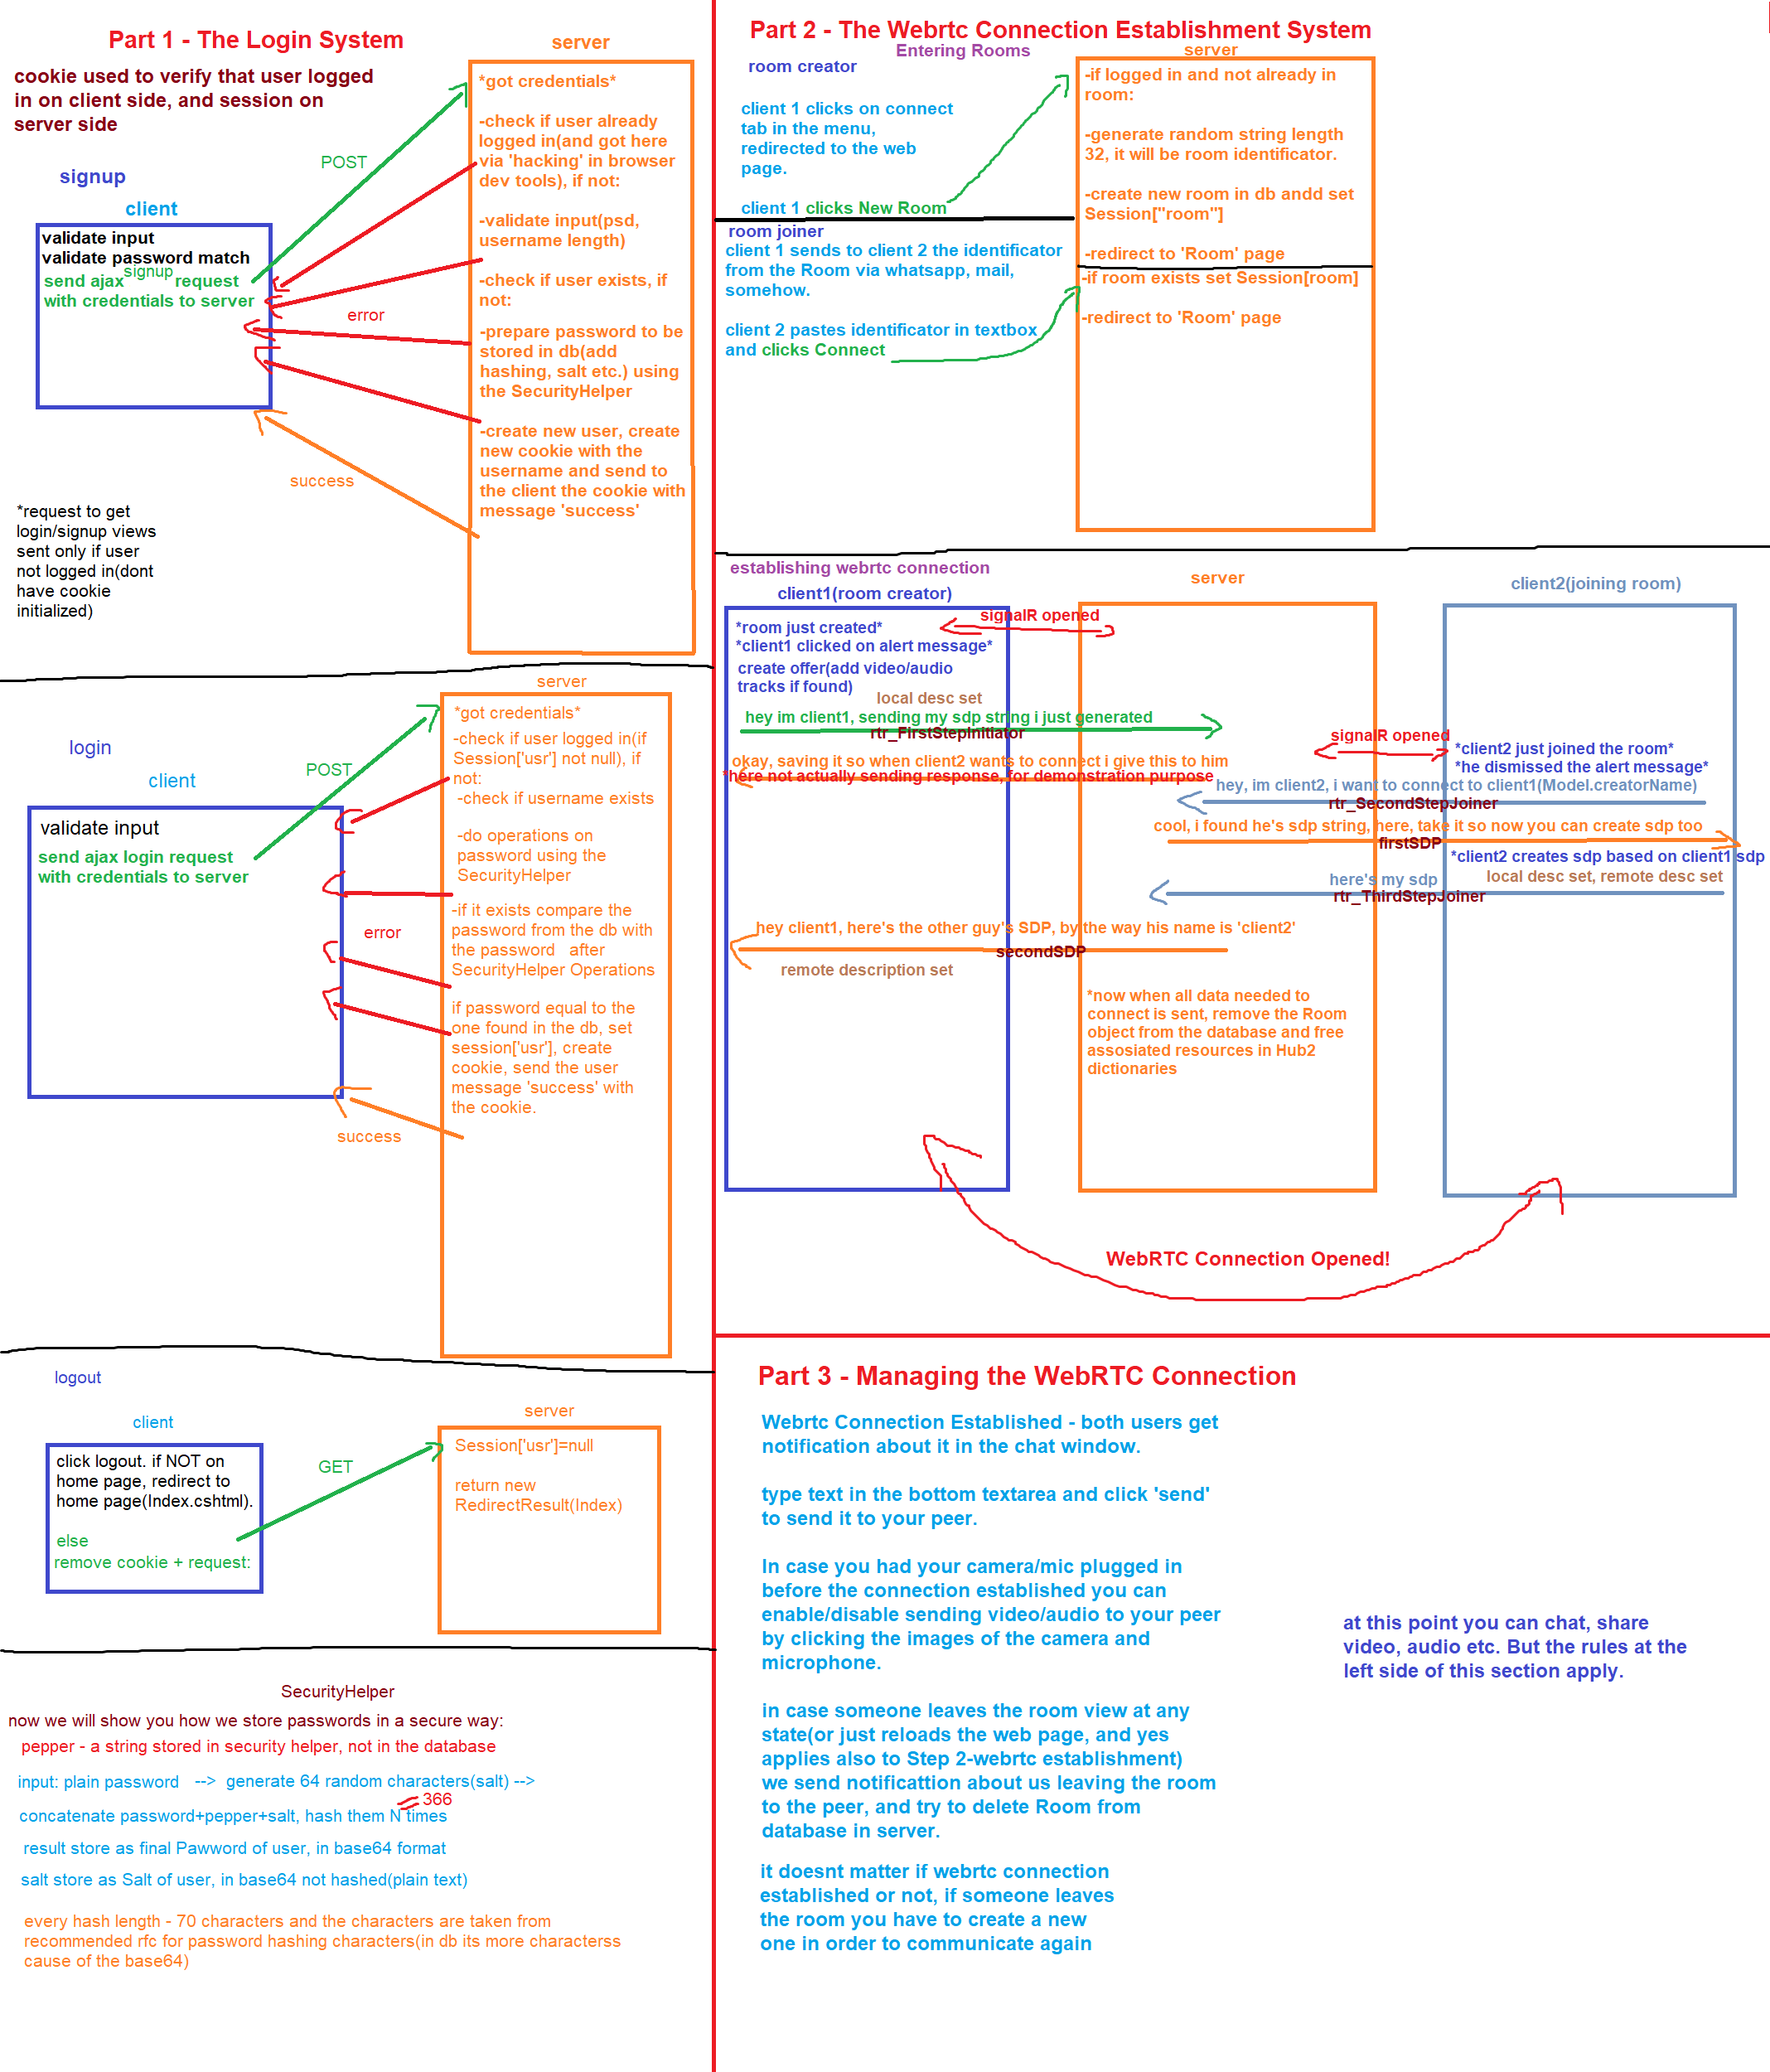 Part 1 - The Login System
cookie used to verify that user logged
in on client side, and session on
server side
signup
client
validate input
validate password match
send ajax signup request
with credentials to server
POST
error
success
server
*got credentials*
-check if user already
logged in(and got here
via 'hacking' in browser
dev tools), if not:
-validate input(psd,
username length)
-check if user exists, if
not:
-prepare password to be
stored in db(add
hashing, salt etc.) using
the SecurityHelper
-create new user, create
new cookie with the
username and send to
the client the cookie with
message 'success'
*request to get
login/signup views
sent only if user
not logged in(dont
have cookie
initialized)
login
client
validate input
send ajax login request
with credentials to server
POST
error
success
server
*got credentials*
-check if user logged in(if
Session['usr'] not null), if
not:
-check if username exists
-do operations on
password using the
SecurityHelper
-if it exists compare the
password from the db with
the password after
SecurityHelper Operations
if password equal to the
one found in the db, set
session['usr'], create
cookie, send the user
message 'success' with
the cookie.
logout
client
click logout. if NOT on
home page, redirect to
home page(Index.cshtml).
else
remove cookie + request:
GET
server
Session['usr']=null
return new
RedirectResult(Index)
SecurityHelper
now we will show you how we store passwords in a secure way:
pepper - a string stored in security helper, not in the database
input: plain password --> generate 64 random characters(salt) -->
366
concatenate password+pepper+salt, hash them N times
result store as final Pawword of user, in base64 format
salt store as Salt of user, in base64 not hashed(plain text)
every hash length - 70 characters and the characters are taken from
recommended rfc for password hashing characters(in db its more characterss
cause of the base64)
Part 2 - The Webrtc Connection Establishment System
Entering Rooms
room creator
client 1 clicks on connect
tab in the menu,
redirected to the web
page.
client 1 clicks New Room
room joiner
client 1 sends to client 2 the identificator
from the Room via whatsapp, mail,
somehow.
client 2 pastes identificator in textbox
and clicks Connect
server
-if logged in and not already in
room:
-generate random string length
32, it will be room identificator.
-create new room in db andd set
Session["room"]
-redirect to 'Room' page
-if room exists set Session[room]
-redirect to 'Room' page
establishing webrtc connection
client1(room creator)
server
client2(joining room)
signalR opened
*room just created*
*client1 clicked on alert message*
create offer(add video/audio
tracks if found)
local desc set
hey im client1, sending my sdp string i just generated
rtr_FirstStepInitiator
okay, saving it so when client2 wants to connect i give this to him
*here not actually sending response, for demonstration purpose
signalR opened
*client2 just joined the room*
*he dismissed the alert message*
hey, im client2, i want to connect to client1(Model.creatorName)
rtr_SecondStepJoiner
cool, i found he's sdp string, here, take it so now you can create sdp too
firstSDP
*client2 creates sdp based on client1 sdp
local desc set, remote desc set
here's my sdp
rtr_ThirdStepJoiner
hey client1, here's the other guy's SDP, by the way his name is 'client2'
secondSDP
remote description set
*now when all data needed to
connect is sent, remove the Room
object from the database and free
assosiated resources in Hub2
dictionaries
WebRTC Connection Opened!
Part 3 - Managing the WebRTC Connection
Webrtc Connection Established - both users get
notification about it in the chat window.
type text in the bottom textarea and click 'send'
to send it to your peer.
In case you had your camera/mic plugged in
before the connection established you can
enable/disable sending video/audio to your peer
by clicking the images of the camera and
microphone.
in case someone leaves the room view at any
state(or just reloads the web page, and yes
applies also to Step 2-webrtc establishment)
we send notificattion about us leaving the room
to the peer, and try to delete Room from
database in server.
it doesnt matter if webrtc connection
established or not, if someone leaves
the room you have to create a new
one in order to communicate again
at this point you can chat, share
video, audio etc. But the rules at the
left side of this section apply.